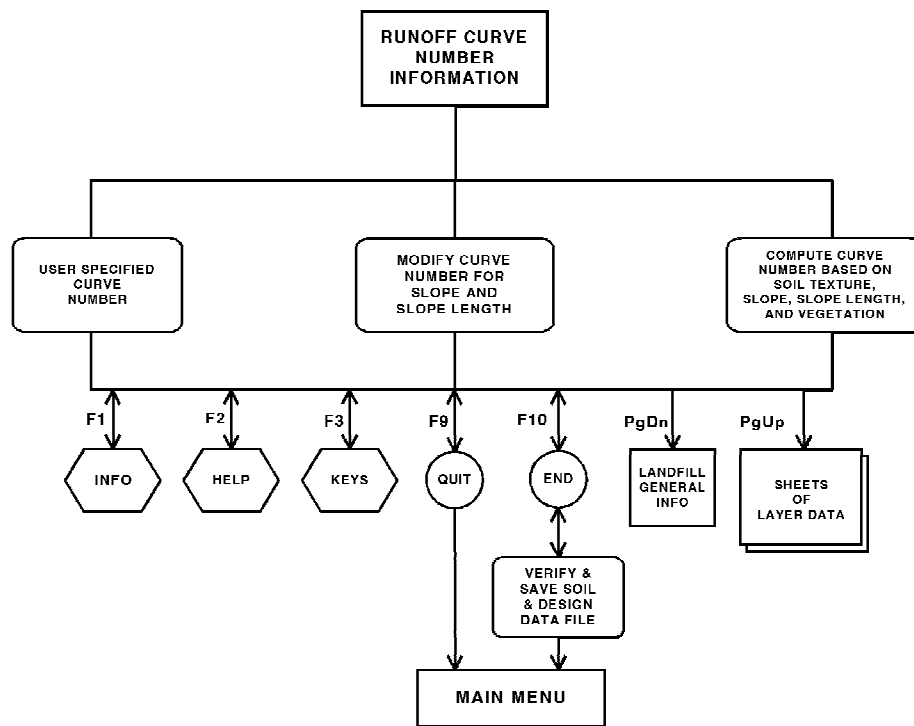 RUNOFF CURVE
NUMBER
INFORMATION
USER SPECIFIED
CURVE
NUMBER
MODIFY CURVE
NUMBER FOR
SLOPE AND
SLOPE LENGTH
COMPUTE CURVE
NUMBER BASED ON
SOIL TEXTURE,
SLOPE, SLOPE LENGTH,
AND VEGETATION
F1
F2
F3
F9
F10
PgDn
PgUp
INFO
HELP
KEYS
QUIT
END
LANDFILL
GENERAL
INFO
SHEETS
OF
LAYER DATA
VERIFY &
SAVE SOIL
& DESIGN
DATA FILE
MAIN MENU